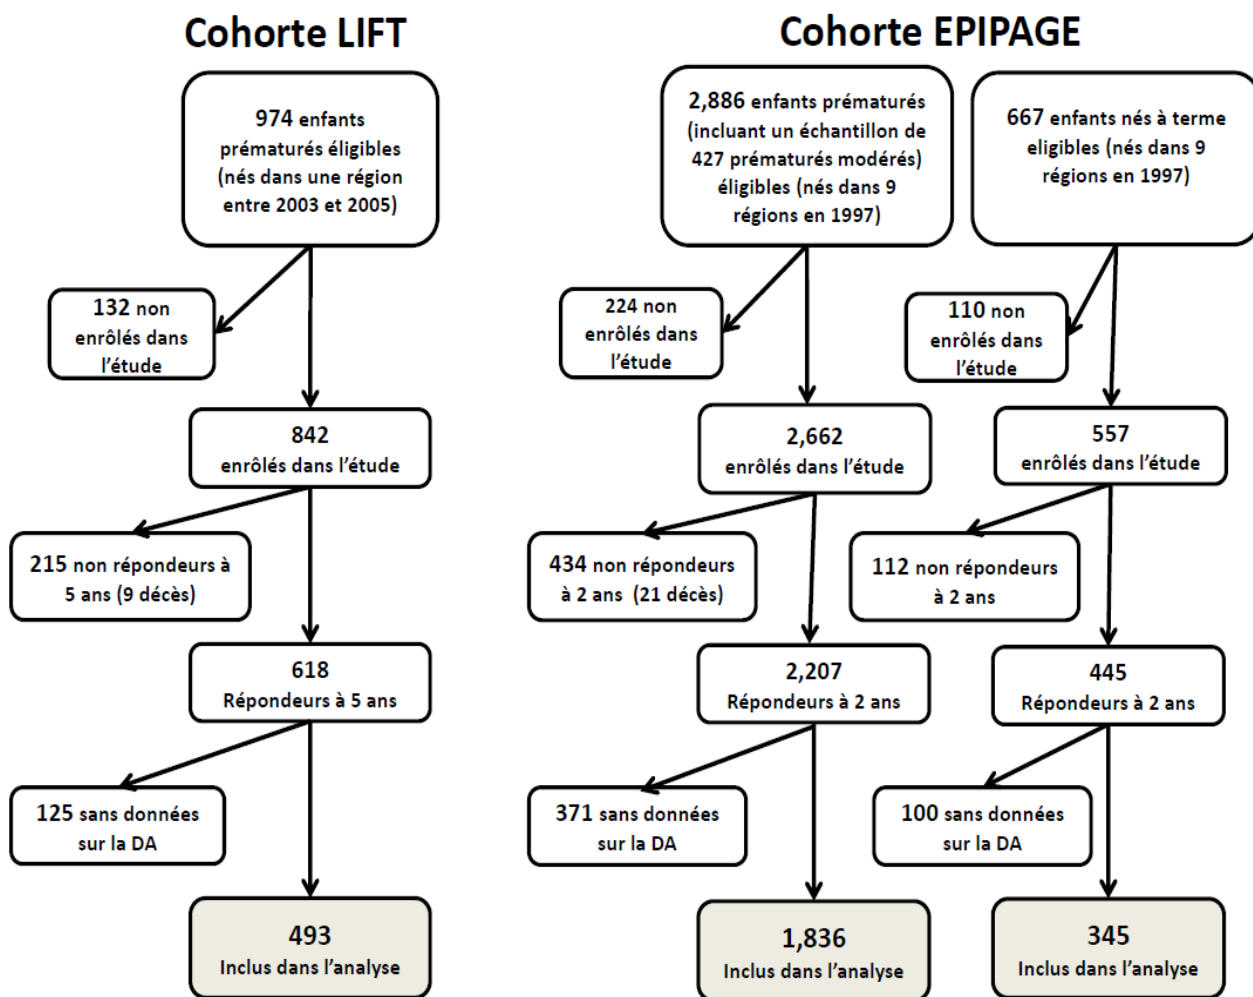 Cohorte LIFT
Cohorte EPIPAGE
974 enfants
prématurés éligibles
(nés dans une région
entre 2003 et 2005)
2,886 enfants prématurés
(incluant un échantillon de
427 prématurés modérés)
éligibles (nés dans 9
régions en 1997)
667 enfants nés à terme
eligibles (nés dans 9
régions en 1997)
132 non
enrôlés dans
l'étude
224 non
enrôlés dans
l'étude
110 non
enrôlés dans
l'étude
842
enrôlés dans l'étude
2,662
enrôlés dans l'étude
557
enrôlés dans l'étude
215 non répondeurs à
5 ans (9 décès)
434 non répondeurs
à 2 ans (21 décès)
112 non répondeurs
à 2 ans
618
Répondeurs à 5 ans
2,207
Répondeurs à 2 ans
445
Répondeurs à 2 ans
125 sans données
sur la DA
371 sans données
sur la DA
100 sans données
sur la DA
493
Inclus dans l'analyse
1,836
Inclus dans l'analyse
345
Inclus dans l'analyse